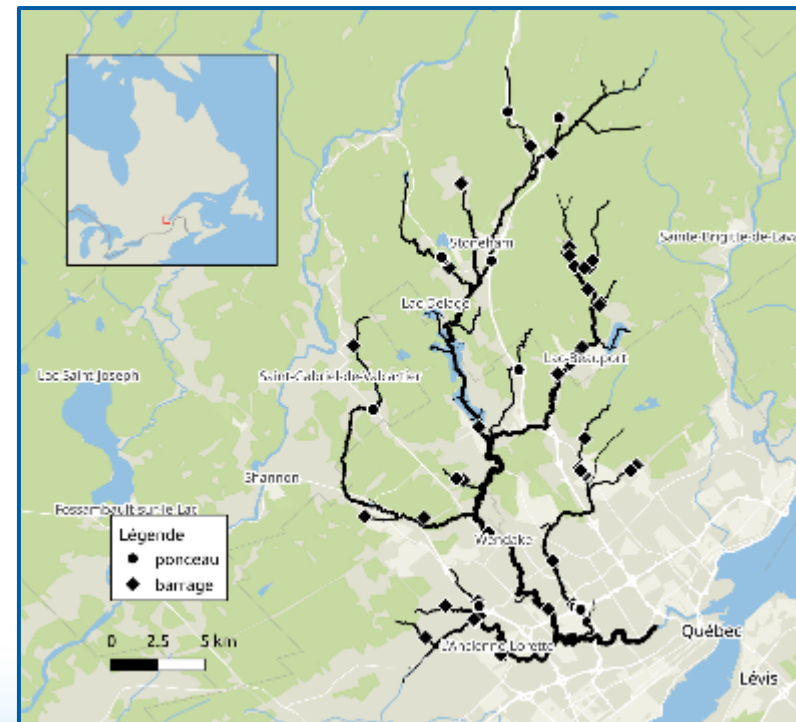 Stoneham
Sainte-Brigitte-de-Lava
Lac-Delage
Lac-Beauport
Lac Saint-Joseph
Saint-Gabriel-de-Valcartier
Shannon
Fossambault-sur-le-Lac
Légende
ponceau
barrage
Wendake
0 2.5 5 km
L'Ancienne-Lorette
Québec
Lévis